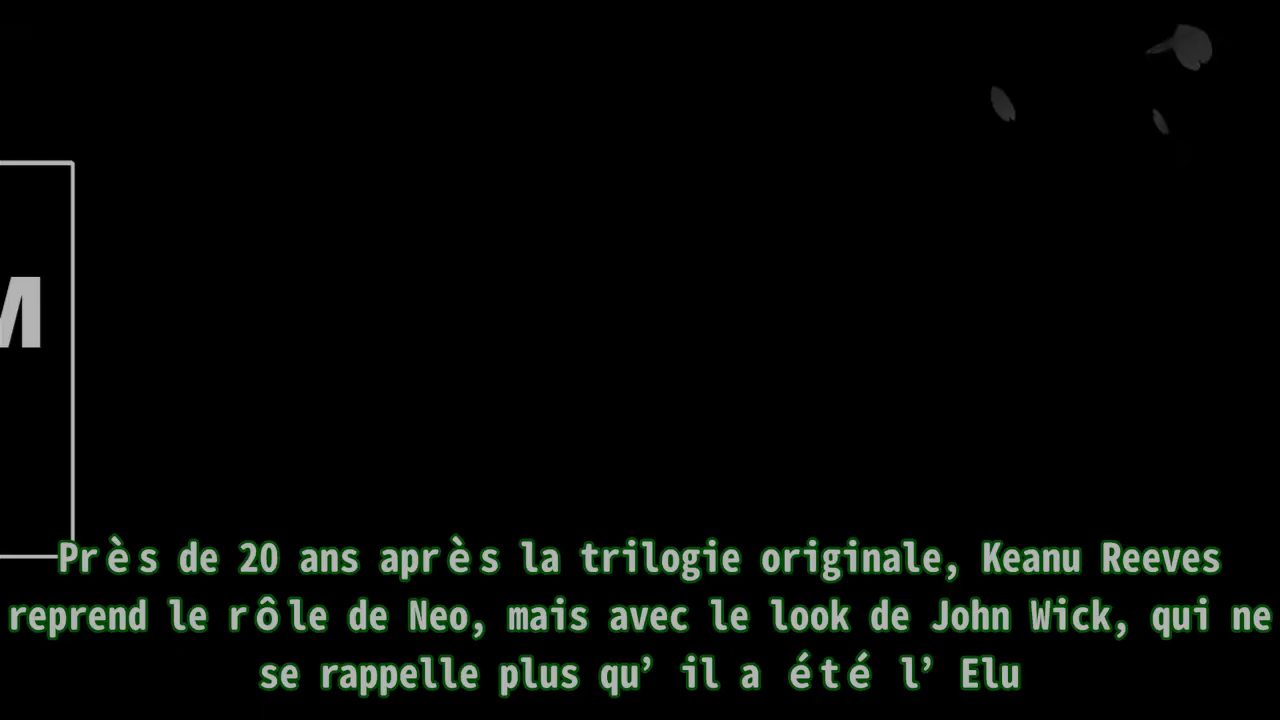 M
Près de 20 ans après la trilogie originale, Keanu Reeves
reprend le rôle de Neo, mais avec le look de John Wick, qui ne
se rappelle plus qu’ il a été l’ Elu